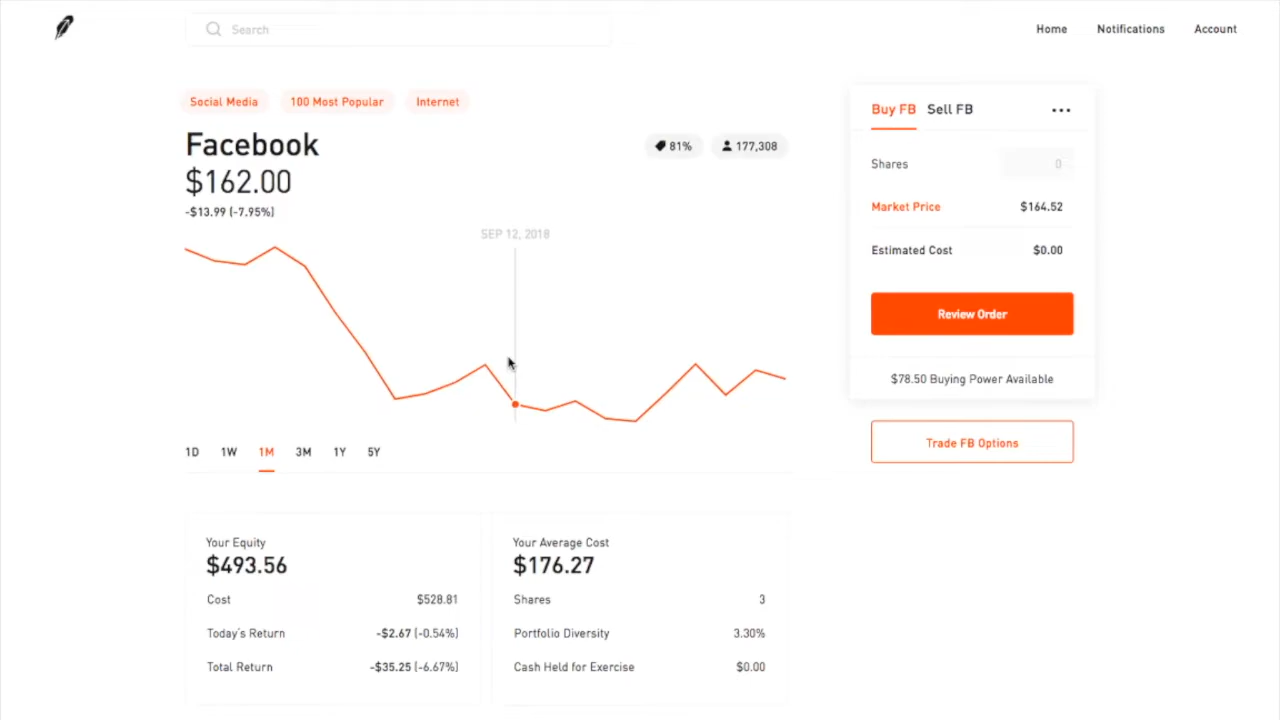 Search
Home Notifications Account
Social Media 100 Most Popular Internet
Facebook
81% 177,308
$162.00
-$13.99 (-7.95%)
SEP 12, 2018
1D 1W 1M 3M 1Y 5Y
Buy FB Sell FB
Shares 0
Market Price $164.52
Estimated Cost $0.00
Review Order
$78.50 Buying Power Available
Trade FB Options
Your Equity
$493.56
Cost $528.81
Today's Return -$2.67 (-0.54%)
Total Return -$35.25 (-6.67%)
Your Average Cost
$176.27
Shares 3
Portfolio Diversity 3.30%
Cash Held for Exercise $0.00